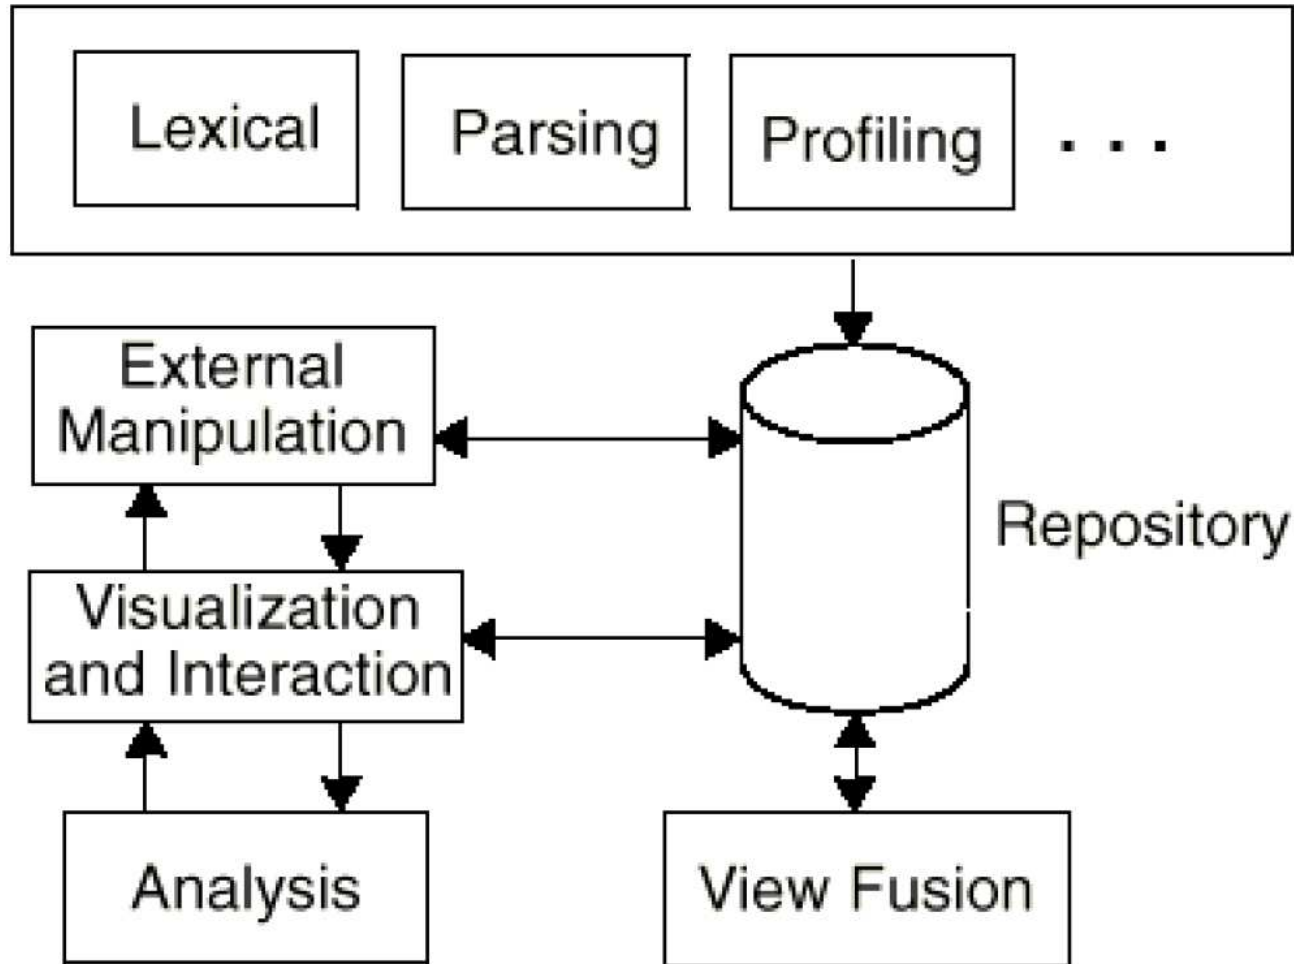 Lexical
Parsing
Profiling
. . .
External
Manipulation
Repository
Visualization
and Interaction
Analysis
View Fusion